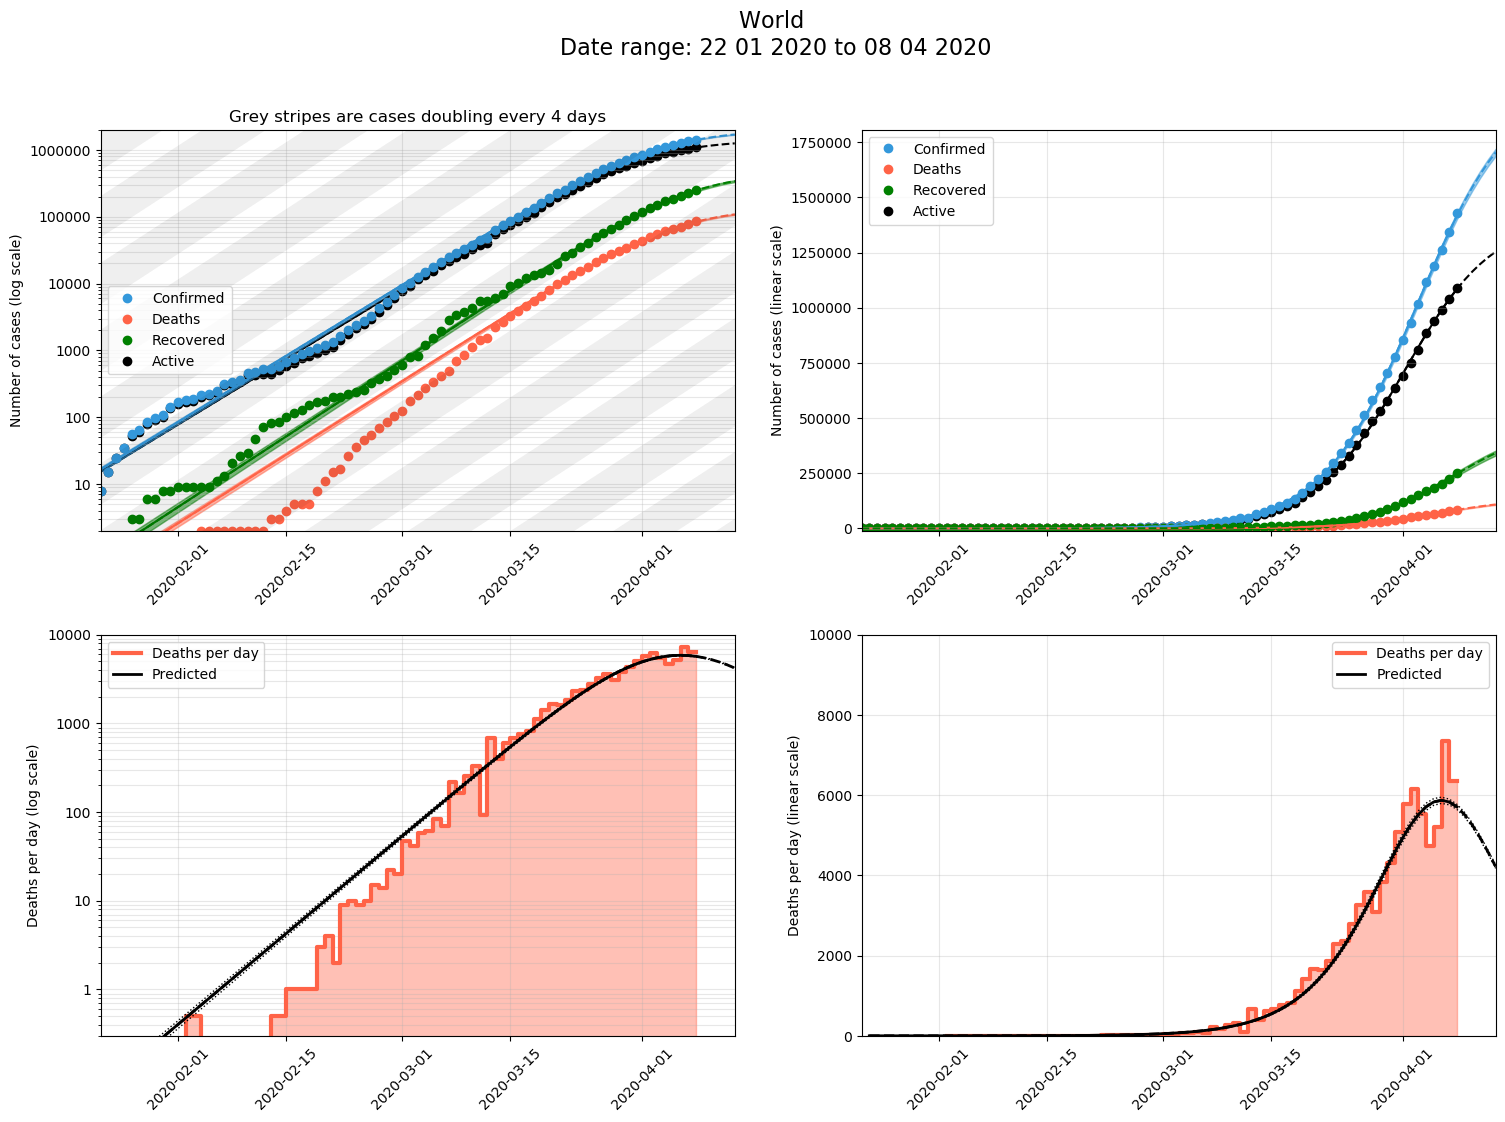 World
Date range: 22 01 2020 to 08 04 2020
Grey stripes are cases doubling every 4 days
Number of cases (log scale)
1000000
100000
10000
1000
100
10
Confirmed
Deaths
Recovered
Active
2020-02-01
2020-02-15
2020-03-01
2020-03-15
2020-04-01
Number of cases (linear scale)
1750000
1500000
1250000
1000000
750000
500000
250000
0
Confirmed
Deaths
Recovered
Active
2020-02-01
2020-02-15
2020-03-01
2020-03-15
2020-04-01
Deaths per day (log scale)
10000
1000
100
10
1
Deaths per day
Predicted
2020-02-01
2020-02-15
2020-03-01
2020-03-15
2020-04-01
Deaths per day (linear scale)
10000
8000
6000
4000
2000
0
Deaths per day
Predicted
2020-02-01
2020-02-15
2020-03-01
2020-03-15
2020-04-01